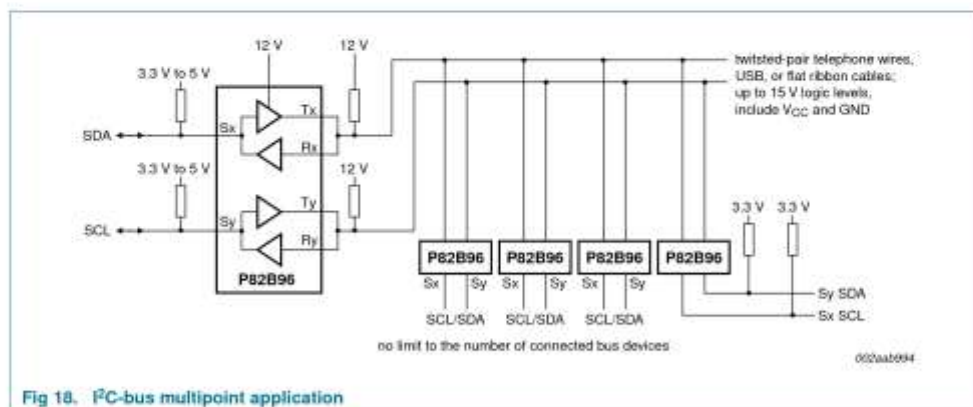 12 V
12 V
3.3 V to 5 V
Tx
Sx
SDA
Rx
3.3 V to 5 V
12 V
Ty
Sy
SCL
Ry
P82B96
twitsted-pair telephone wires,
USB, or flat ribbon cables;
up to 15 V logic levels,
include VCC and GND
3.3 V
3.3 V
P82B96
P82B96
P82B96
P82B96
Sx
Sy
Sx
Sy
Sx
Sy
SCL/SDA
SCL/SDA
SCL/SDA
Sy SDA
Sx SCL
no limit to the number of connected bus devices
002aab994
Fig 18. I²C-bus multipoint application